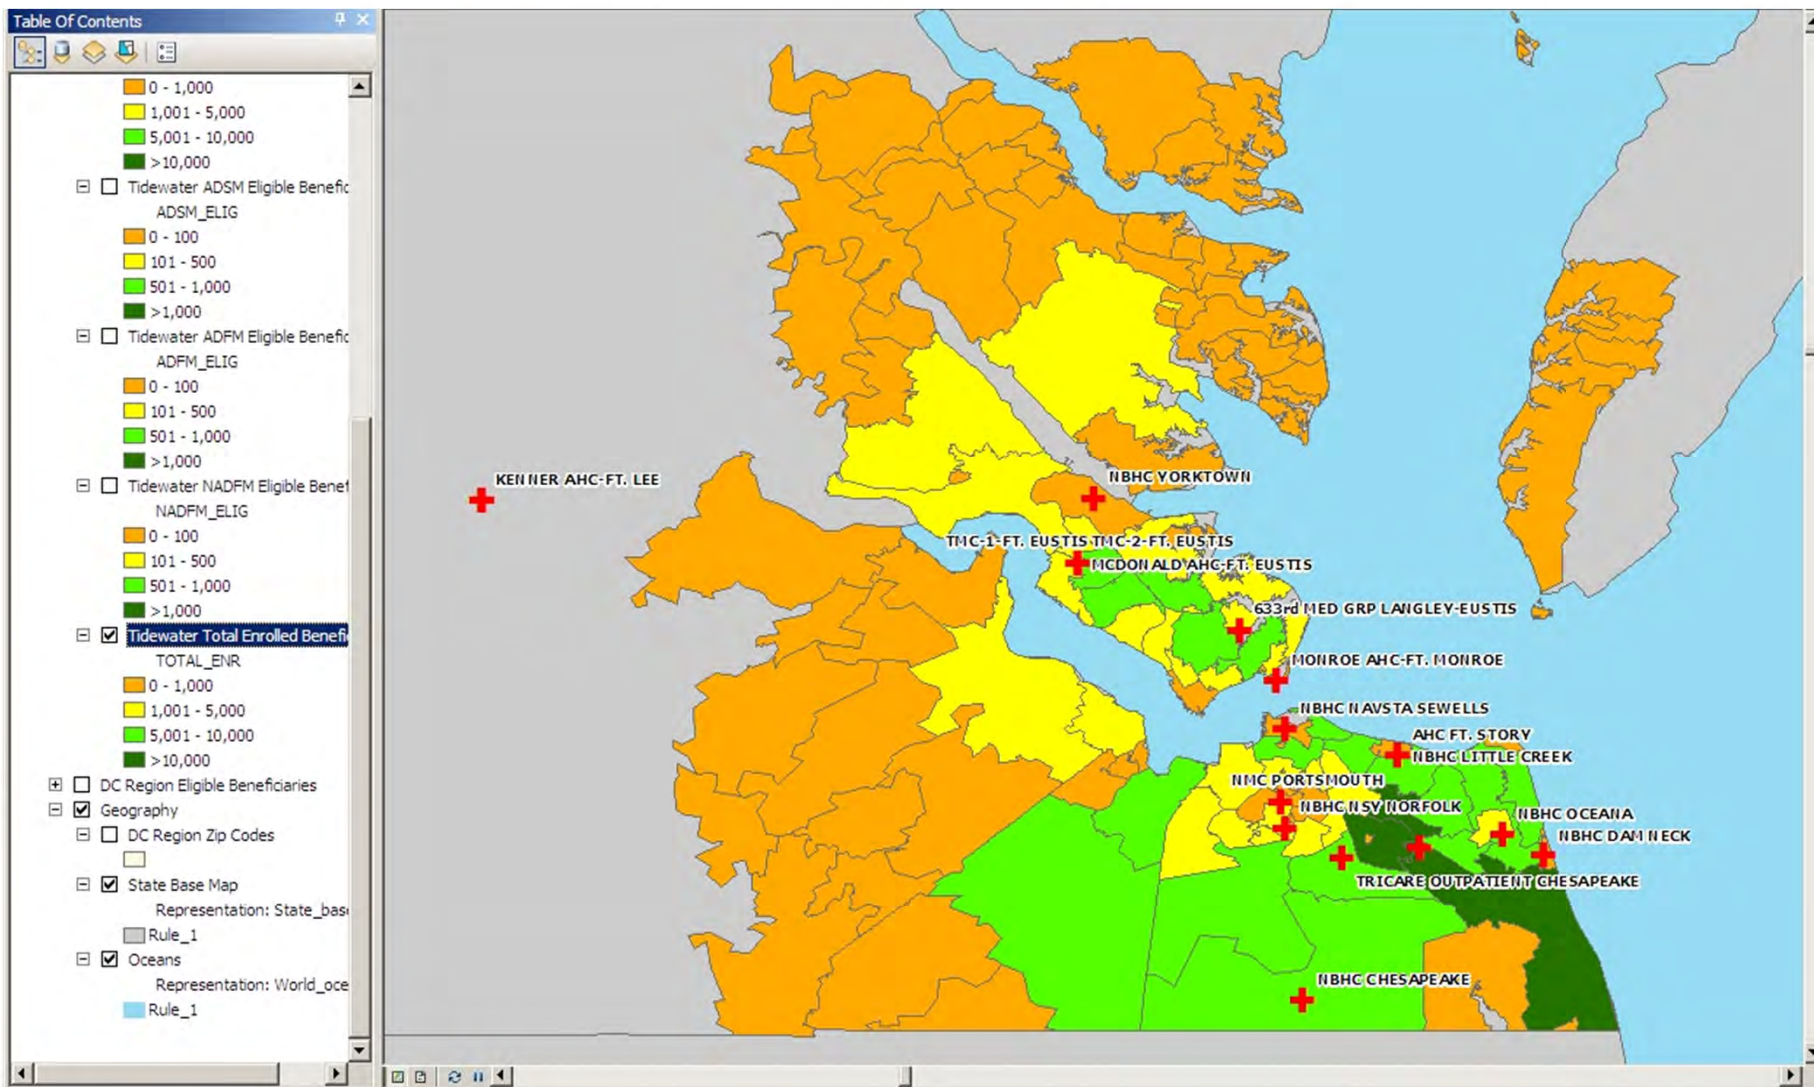 Table Of Contents
0 - 1,000
1,001 - 5,000
5,001 - 10,000
>10,000
Tidewater ADSM Eligible Benefic
ADSM_ELIG
0 - 100
101 - 500
501 - 1,000
>1,000
Tidewater ADFM Eligible Benefic
ADFM_ELIG
0 - 100
101 - 500
501 - 1,000
>1,000
Tidewater NADFM Eligible Benef
NADFM_ELIG
0 - 100
101 - 500
501 - 1,000
>1,000
Tidewater Total Enrolled Benefi
TOTAL_ENR
0 - 1,000
1,001 - 5,000
5,001 - 10,000
>10,000
DC Region Eligible Beneficiaries
Geography
DC Region Zip Codes
State Base Map
Representation: State_bas
Rule_1
Oceans
Representation: World_oce
Rule_1
KENNER AHC-FT. LEE
NBHC YORKTOWN
TMC-1-FT. EUSTIS TMC-2-FT. EUSTIS
MCDONALD AHC-FT. EUSTIS
633rd MED GRP LANGLEY-EUSTIS
MONROE AHC-FT. MONROE
NBHC NAVSTA SEWELLS
AHC FT. STORY
NBHC LITTLE CREEK
NMC PORTSMOUTH
NBHC NSY NORFOLK
NBHC OCEANA
NBHC DAM NECK
TRICARE OUTPATIENT CHESAPEAKE
NBHC CHESAPEAKE